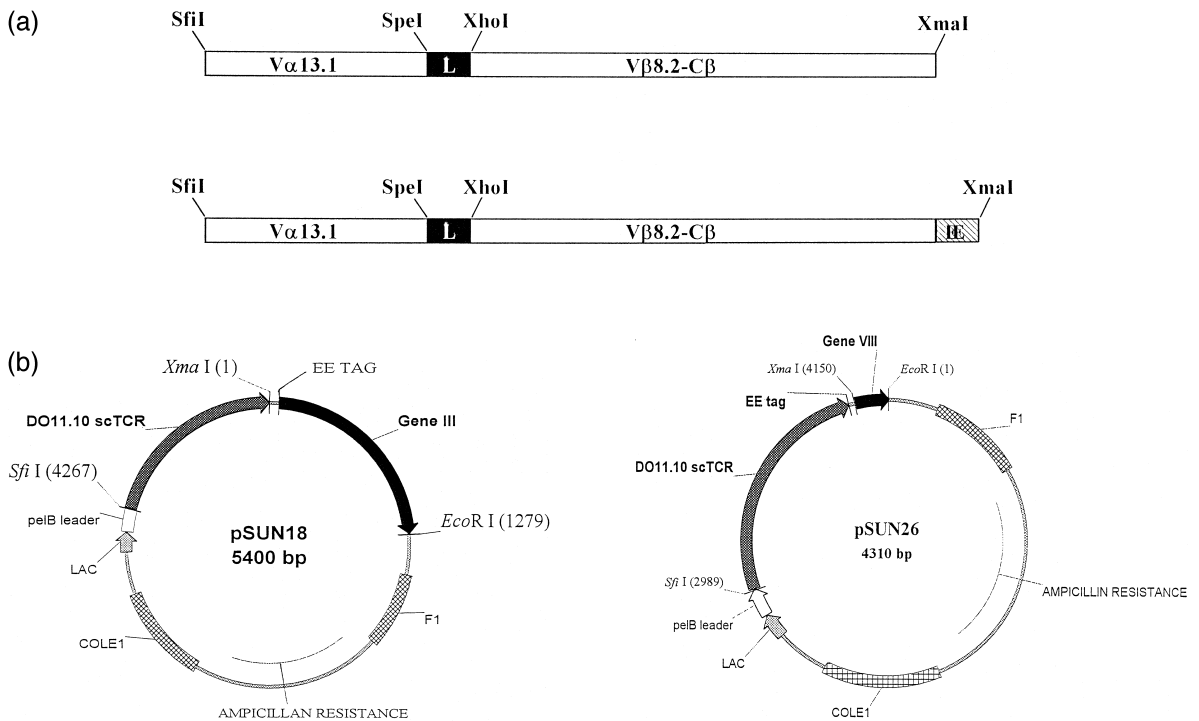 (a)
SfiI SpeI XhoI XmaI
Vα13.1 L Vβ8.2-Cβ
SfiI SpeI XhoI XmaI
Vα13.1 L Vβ8.2-Cβ EE
(b)
Xma I (1)
EE TAG
DO11.10 scTCR
Gene III
Sfi I (4267)
pelB leader
EcoR I (1279)
pSUN18
5400 bp
LAC
F1
COLE1
AMPICILLAN RESISTANCE
Gene VIII
Xma I (4150)
EcoR I (1)
EE tag
F1
DO11.10 scTCR
pSUN26
4310 bp
Sfi I (2989)
AMPICILLIN RESISTANCE
pelB leader
LAC
COLE1